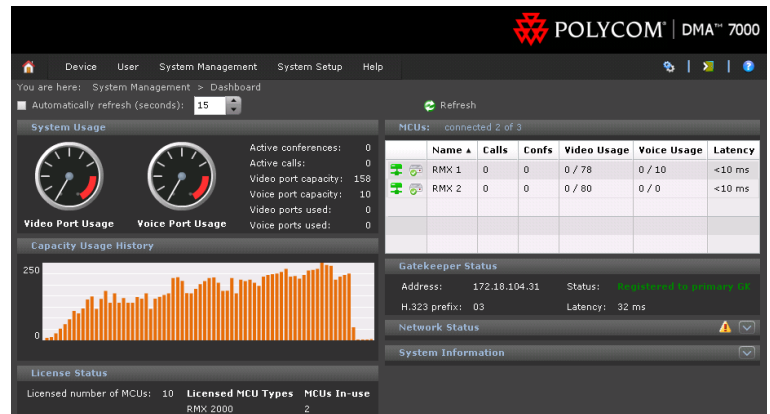 POLYCOM® | DMA™ 7000
Device User System Management System Setup Help
You are here: System Management > Dashboard
Automatically refresh (seconds): 15
Refresh
System Usage
Active conferences: 0
Active calls: 0
Video port capacity: 158
Voice port capacity: 10
Video ports used: 0
Voice ports used: 0
Video Port Usage Voice Port Usage
Capacity Usage History
250
0
License Status
Licensed number of MCUs: 10 Licensed MCU Types MCUs In-use
RMX 2000 2
MCUs: connected 2 of 3
Name Calls Confs Video Usage Voice Usage Latency
RMX 1 0 0 0 / 78 0 / 10 <10 ms
RMX 2 0 0 0 / 80 0 / 0 <10 ms
Gatekeeper Status
Address: 172.18.104.31 Status: Registered to primary GK
H.323 prefix: 03 Latency: 32 ms
Network Status
System Information